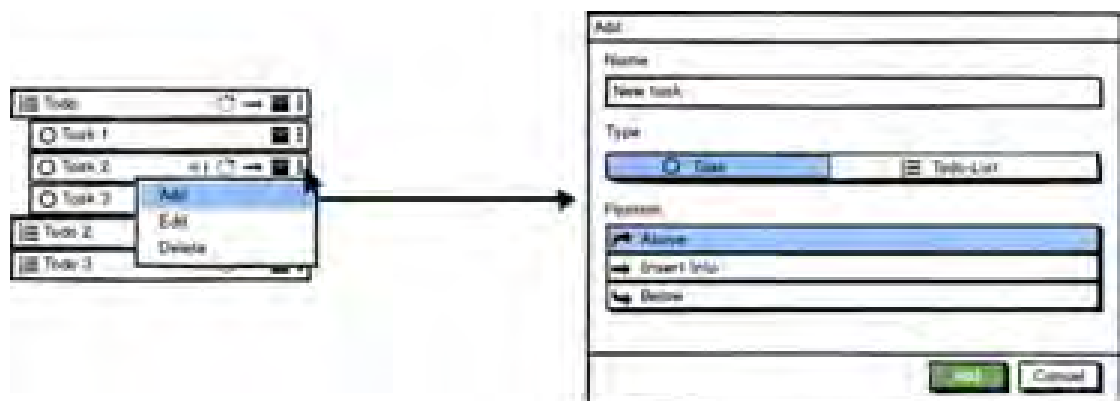 Todo
Task 1
Task 2
Task 3
Todo 2
Todo 3
Add
Edit
Delete
Add
Name
New task
Type
Task
Todo-List
Position
Above
Insert Into
Below
Add
Cancel